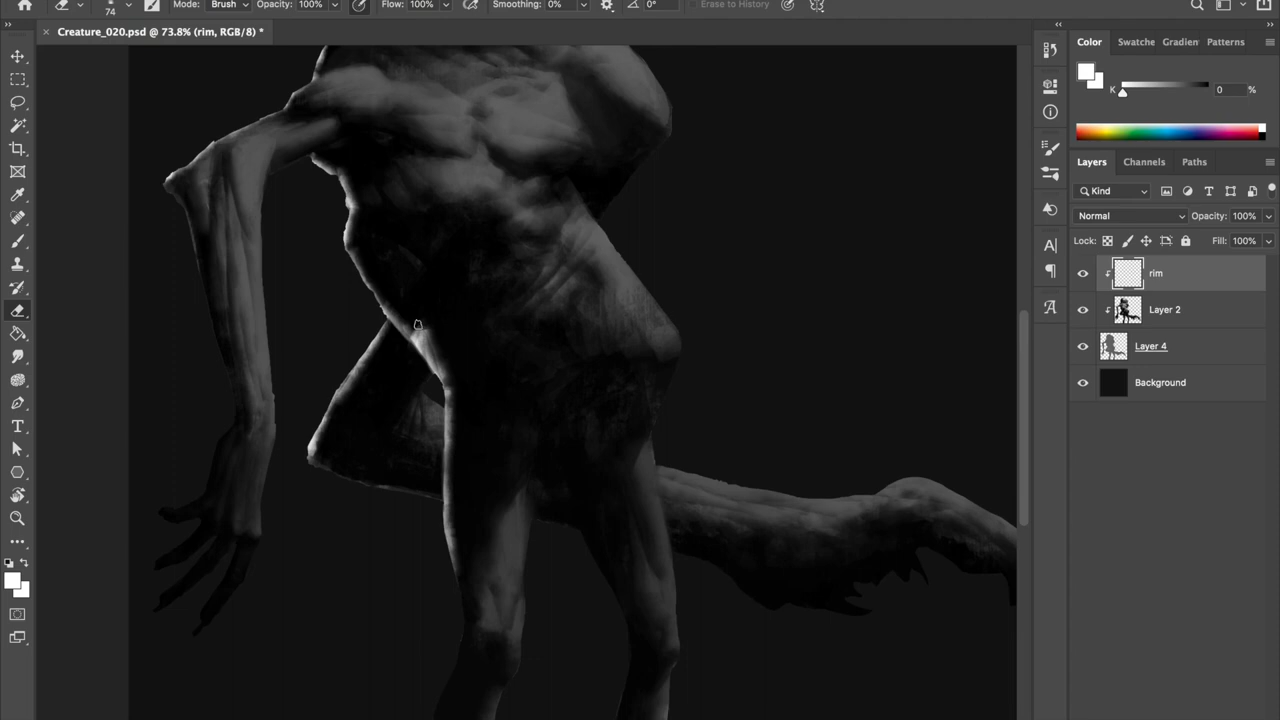 74 Mode: Brush Opacity: 100% Flow: 100% Smoothing: 0% 0° Erase to History
× Creature_020.psd @ 73.8% (rim, RGB/8) *
Color Swatche Gradien Patterns
K 0 %
Layers Channels Paths
Kind
Normal Opacity: 100%
Lock: Fill: 100%
rim
Layer 2
Layer 4
Background